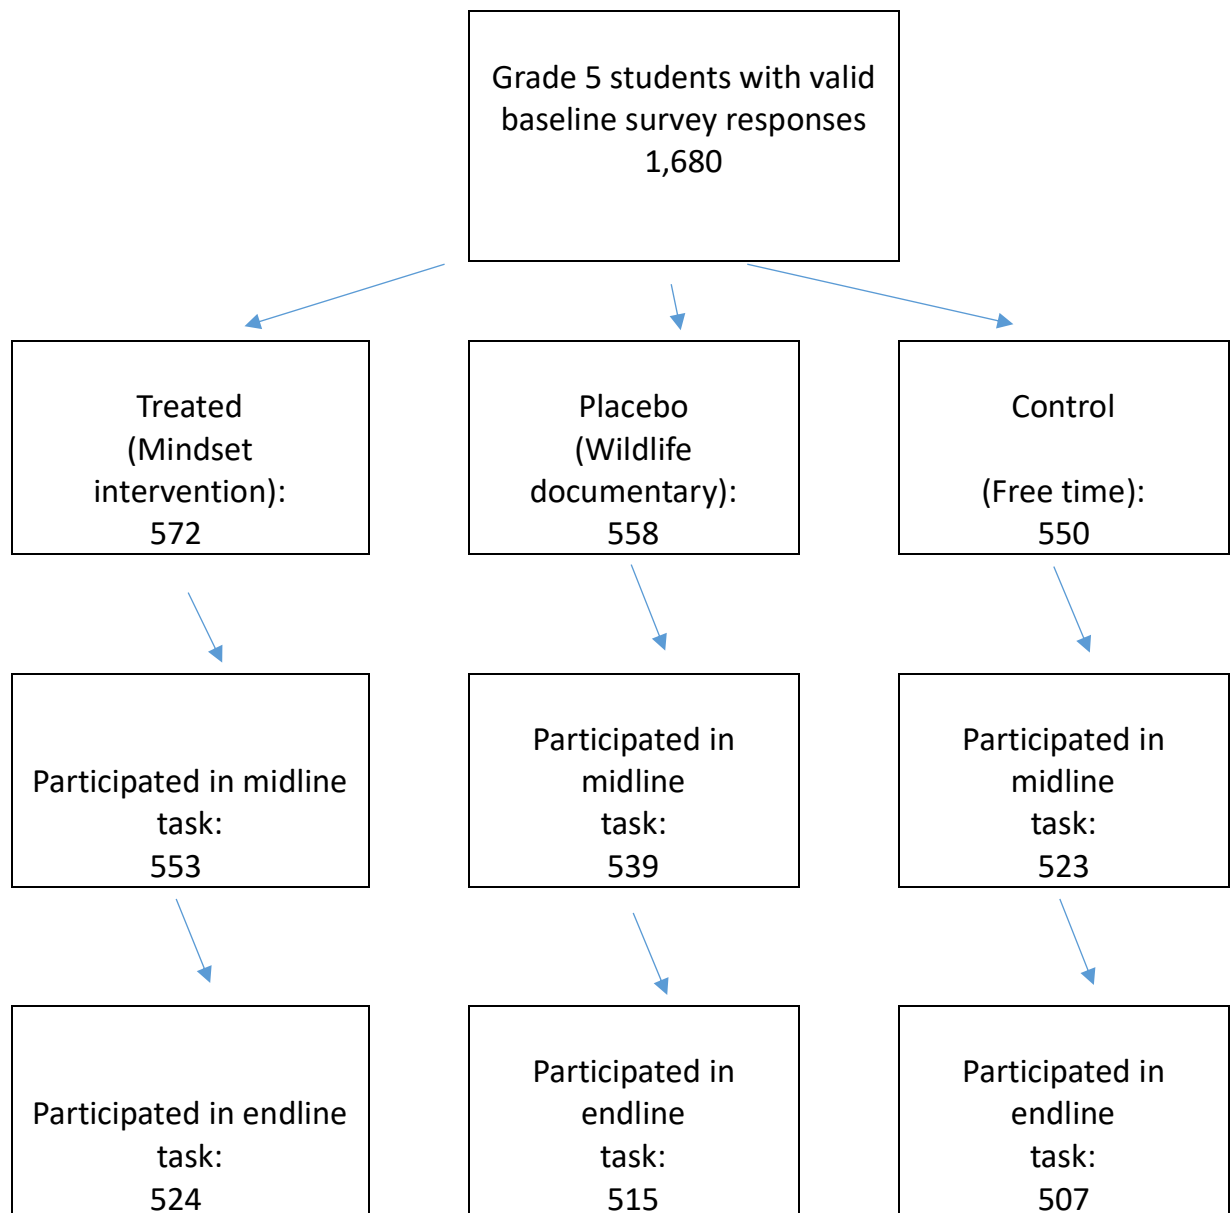 Grade 5 students with valid
baseline survey responses
1,680
Treated
(Mindset
intervention):
572
Placebo
(Wildlife
documentary):
558
Control
(Free time):
550
Participated in midline
task:
553
Participated in
midline
task:
539
Participated in
midline
task:
523
Participated in endline
task:
524
Participated in
endline
task:
515
Participated in
endline
task:
507